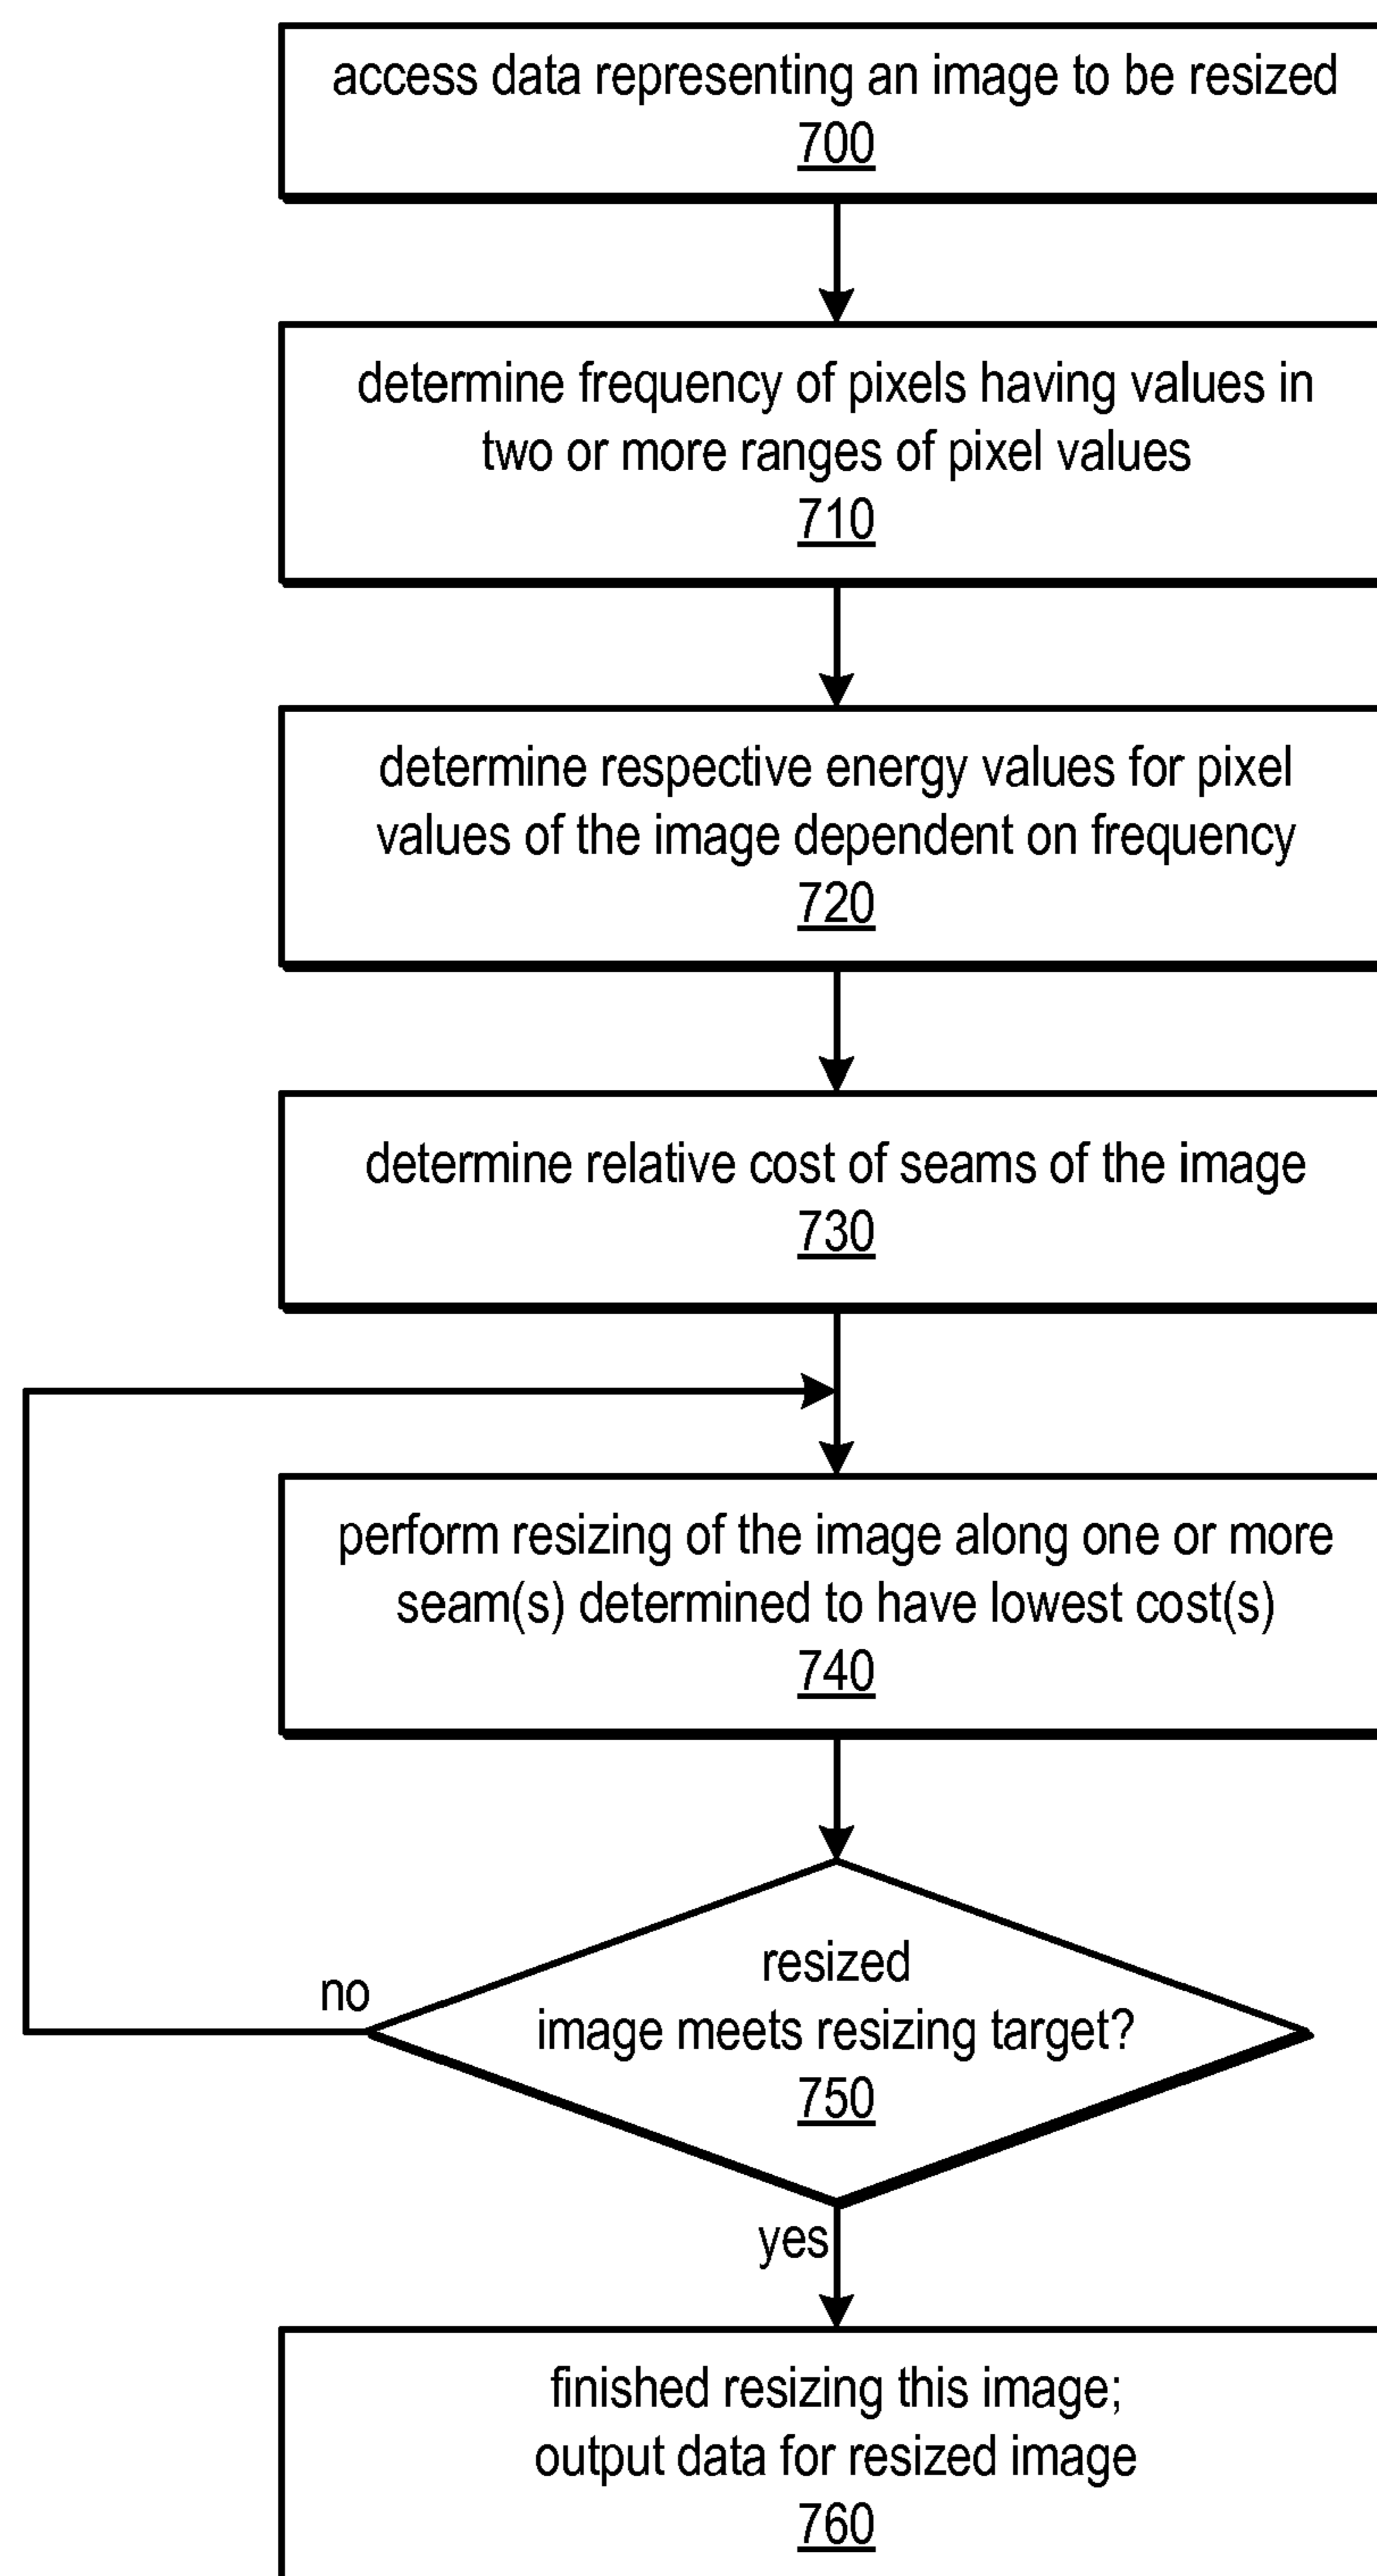 access data representing an image to be resized
700
determine frequency of pixels having values in
two or more ranges of pixel values
710
determine respective energy values for pixel
values of the image dependent on frequency
720
determine relative cost of seams of the image
730
perform resizing of the image along one or more
seam(s) determined to have lowest cost(s)
740
resized
no
image meets resizing target?
750
yes
finished resizing this image;
output data for resized image
760